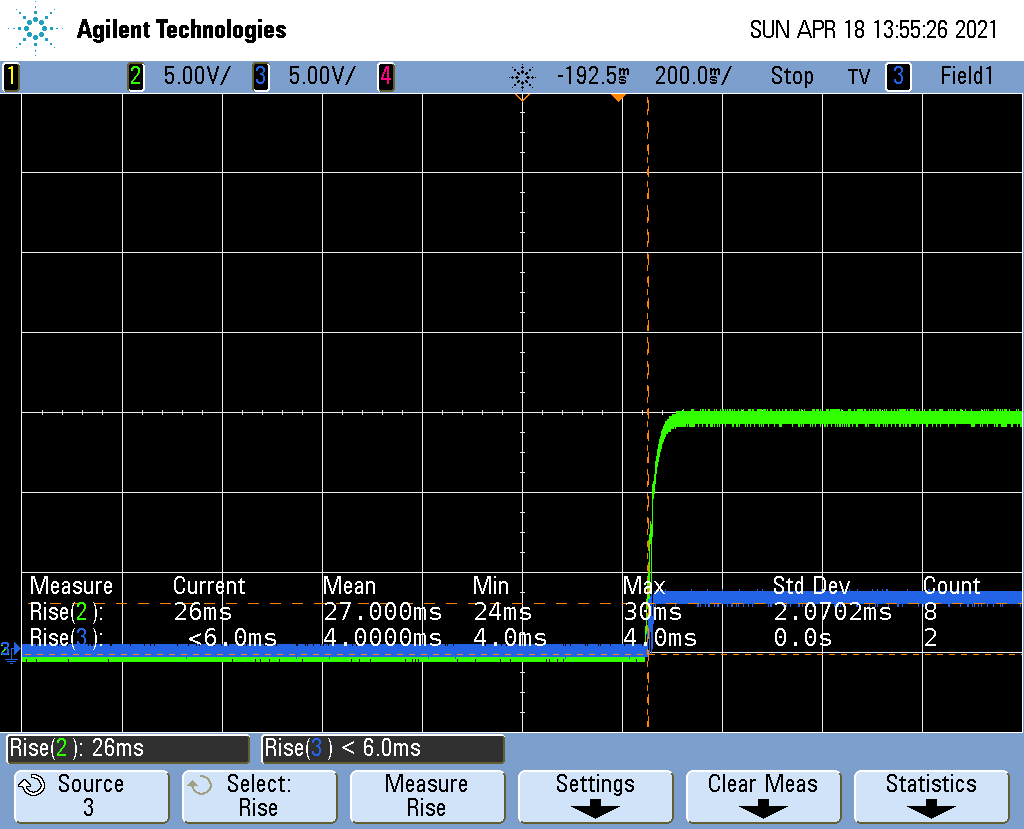 Agilent Technologies SUN APR 18 13:55:26 2021
1 2 5.00V/ 3 5.00V/ 4 -192.5ms 200.0ms/ Stop TV 3 Field1
Measure Current Mean Min Max Std Dev Count
Rise(2): 26ms 27.000ms 24ms 30ms 2.0702ms 8
Rise(3): <6.0ms 4.0000ms 4.0ms 4.0ms 0.0s 2
2
Rise(2): 26ms Rise(3) < 6.0ms
Source Select: Measure Settings Clear Meas Statistics
3 Rise Rise